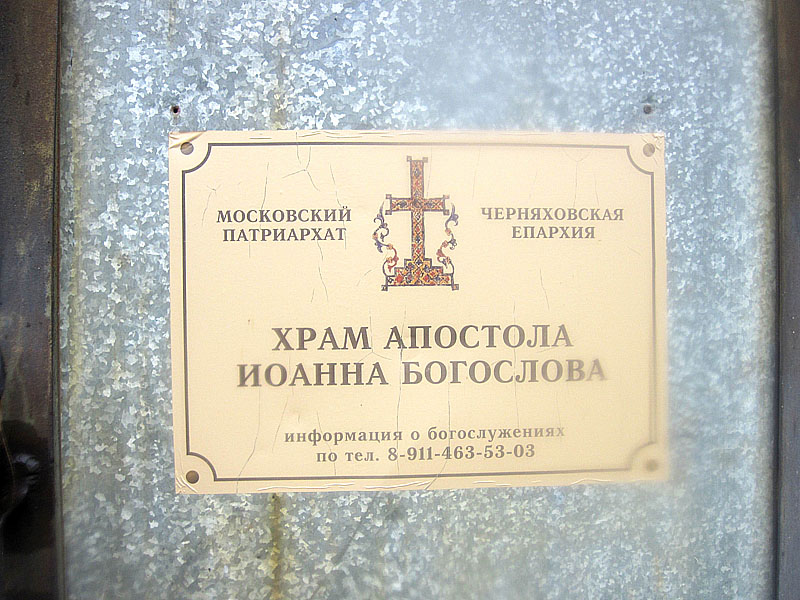 МОСКОВСКИЙ
ПАТРИАРХАТ
ЧЕРНЯХОВСКАЯ
ЕПАРХИЯ
ХРАМ АПОСТОЛА
ИОАННА БОГОСЛОВА
информация о богослужениях
по тел. 8-911-463-53-03